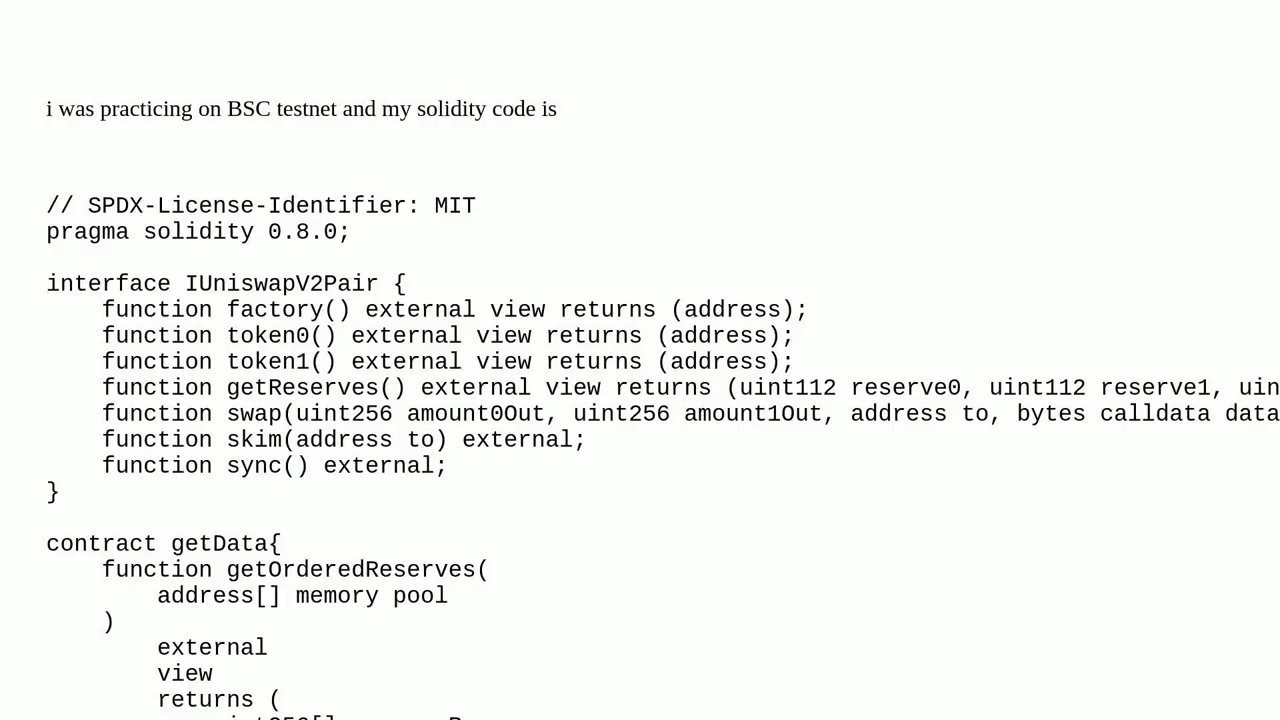 i was practicing on BSC testnet and my solidity code is
// SPDX-License-Identifier: MIT
pragma solidity 0.8.0;
interface IUniswapV2Pair {
    function factory() external view returns (address);
    function token0() external view returns (address);
    function token1() external view returns (address);
    function getReserves() external view returns (uint112 reserve0, uint112 reserve1, uin
    function swap(uint256 amount0Out, uint256 amount1Out, address to, bytes calldata data
    function skim(address to) external;
    function sync() external;
}
contract getData{
    function getOrderedReserves(
        address[] memory pool
    )
        external
        view
        returns (